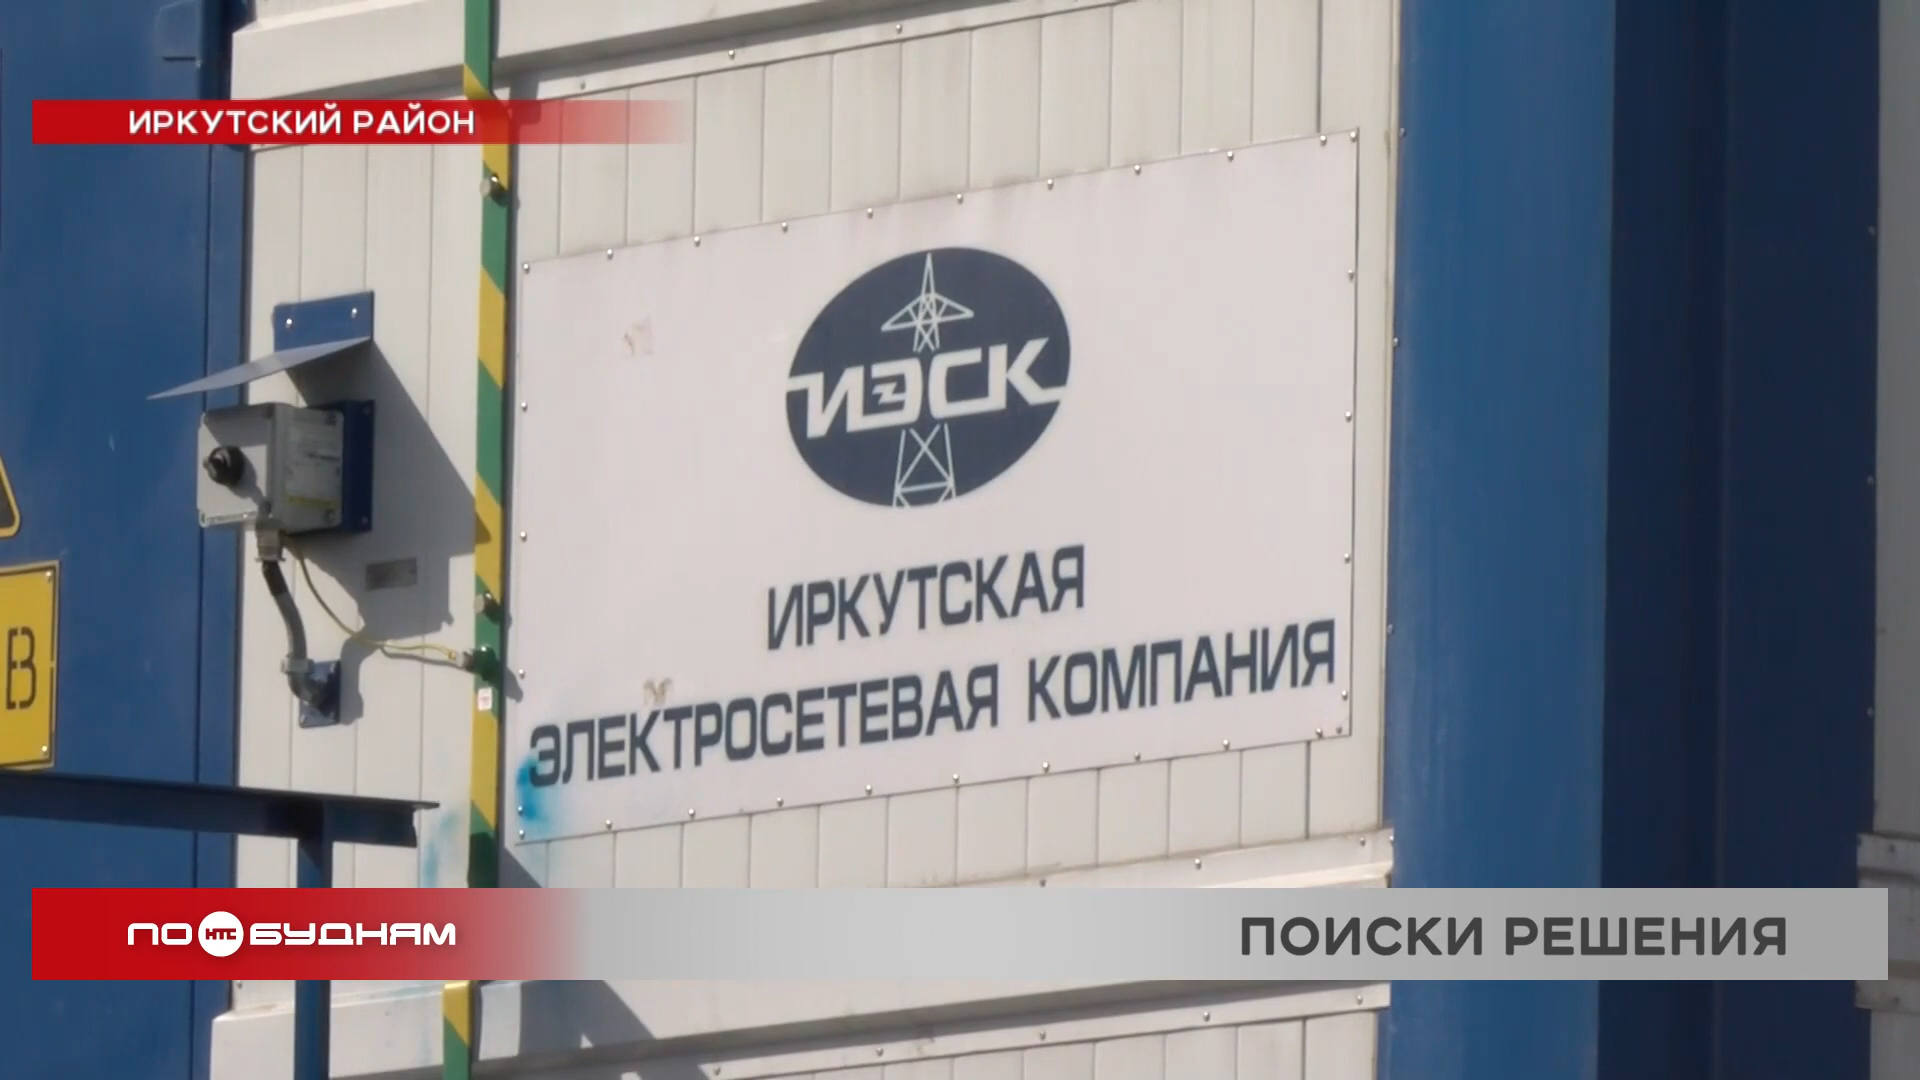 ИРКУТСКИЙ РАЙОН
ИЭСК
ИРКУТСКАЯ
ЭЛЕКТРОСЕТЕВАЯ КОМПАНИЯ
В
ПО НТС БУДНЯМ
ПОИСКИ РЕШЕНИЯ